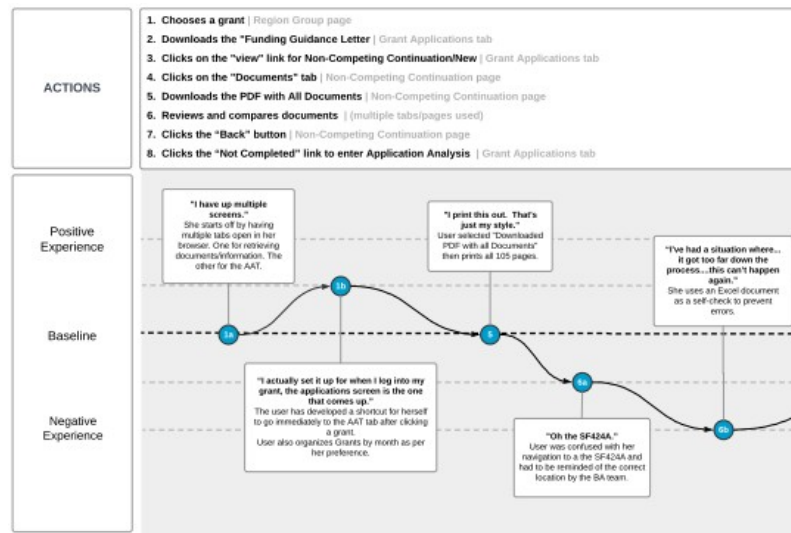 ACTIONS
1. Chooses a grant | Region Group page
2. Downloads the "Funding Guidance Letter | Grant Applications tab
3. Clicks on the "view" link for Non-Competing Continuation/New | Grant Applications tab
4. Clicks on the "Documents" tab | Non-Competing Continuation page
5. Downloads the PDF with All Documents | Non-Competing Continuation page
6. Reviews and compares documents | (multiple tabs/pages used)
7. Clicks the “Back” button | Non-Competing Continuation page
8. Clicks the “Not Completed” link to enter Application Analysis | Grant Applications tab
Positive
Experience
Baseline
Negative
Experience
"I have up multiple
screens."
She starts off by having
multiple tabs open in her
browser. One for retrieving
documents/information. The
other for the AAT.
1a
1b
"I actually set it up for when I log into my
grant, the applications screen is the one
that comes up."
The user has developed a shortcut for herself
to go immediately to the AAT tab after clicking
a grant.
User also organizes Grants by month as per
her preference.
"I print this out. That's
just my style."
User selected "Downloaded
PDF with all Documents"
then prints all 105 pages.
5
6a
"Oh the SF424A."
User was confused with her
navigation to a the SF424A and
had to be reminded of the correct
location by the BA team.
"I've had a situation where...
it got too far down the
process....this can't happen
again."
She uses an Excel document
as a self-check to prevent
errors.
6b